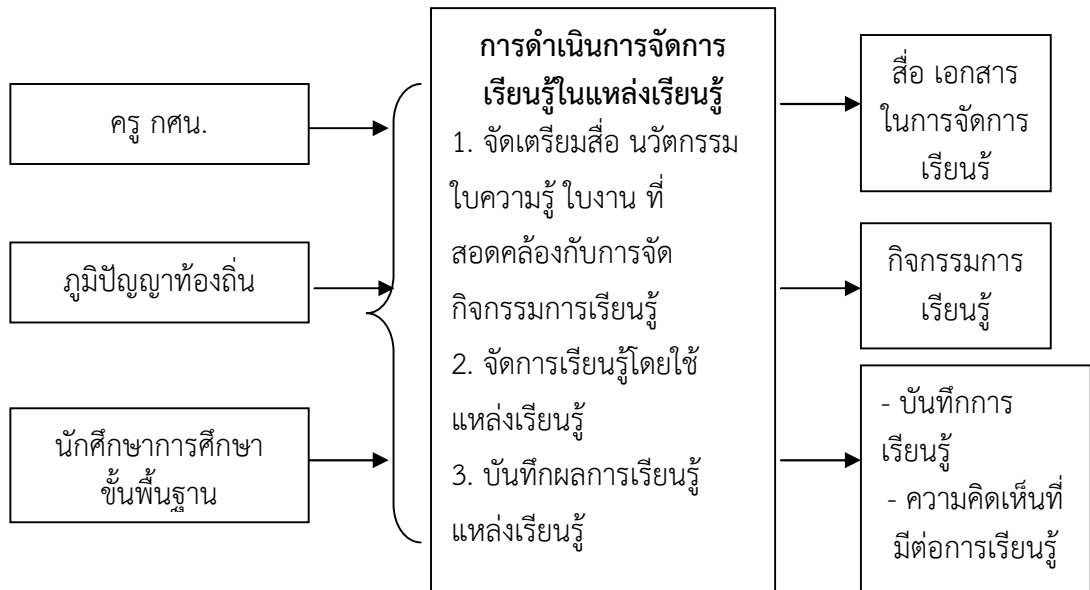 ครู กศน.
ภูมิปัญญาท้องถิ่น
นักศึกษาการศึกษา
ขั้นพื้นฐาน
การดำเนินการจัดการ
เรียนรู้ในแหล่งเรียนรู้
1. จัดเตรียมสื่อ นวัตกรรม
ใบความรู้ ใบงาน ที่
สอดคล้องกับการจัด
กิจกรรมการเรียนรู้
2. จัดการเรียนรู้โดยใช้
แหล่งเรียนรู้
3. บันทึกผลการเรียนรู้
แหล่งเรียนรู้
สื่อ เอกสาร
ในการจัดการ
เรียนรั
กิจกรรมการ
เรียนรู้
- บันทึกการ
เรียนรู้
- ความคิดเห็นที่
มีต่อการเรียนรู้